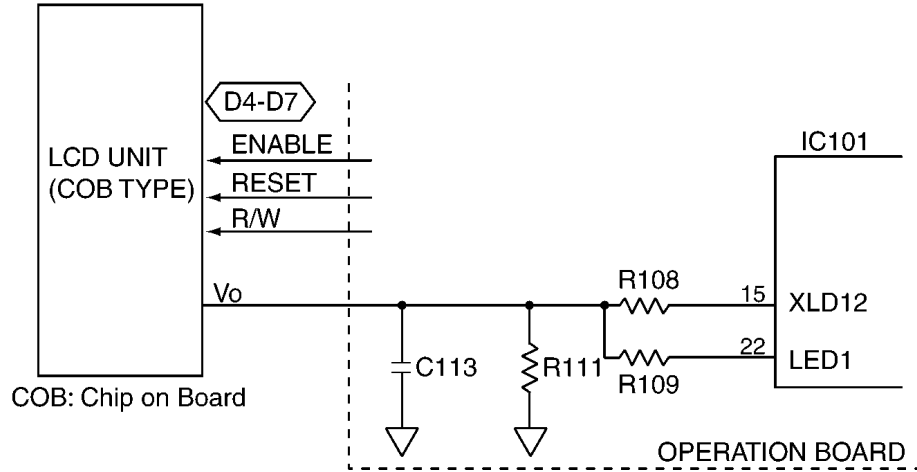 D4-D7
IC101
LCD UNIT
(COB TYPE)
ENABLE
RESET
R/W
Vo
R108
15
XLD12
C113
R111
R109
22
LED1
COB: Chip on Board
OPERATION BOARD